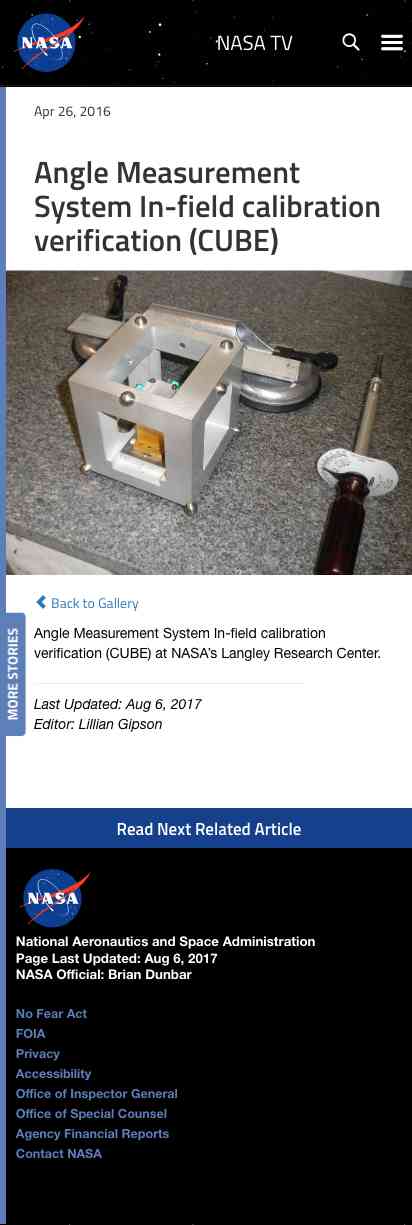 NASA
NASA TV
Apr 26, 2016
Angle Measurement
System In-field calibration
verification (CUBE)
Back to Gallery
Angle Measurement System In-field calibration
verification (CUBE) at NASA's Langley Research Center.
MORE STORIES
Last Updated: Aug 6, 2017
Editor: Lillian Gipson
Read Next Related Article
NASA
National Aeronautics and Space Administration
Page Last Updated: Aug 6, 2017
NASA Official: Brian Dunbar
No Fear Act
FOIA
Privacy
Accessibility
Office of Inspector General
Office of Special Counsel
Agency Financial Reports
Contact NASA